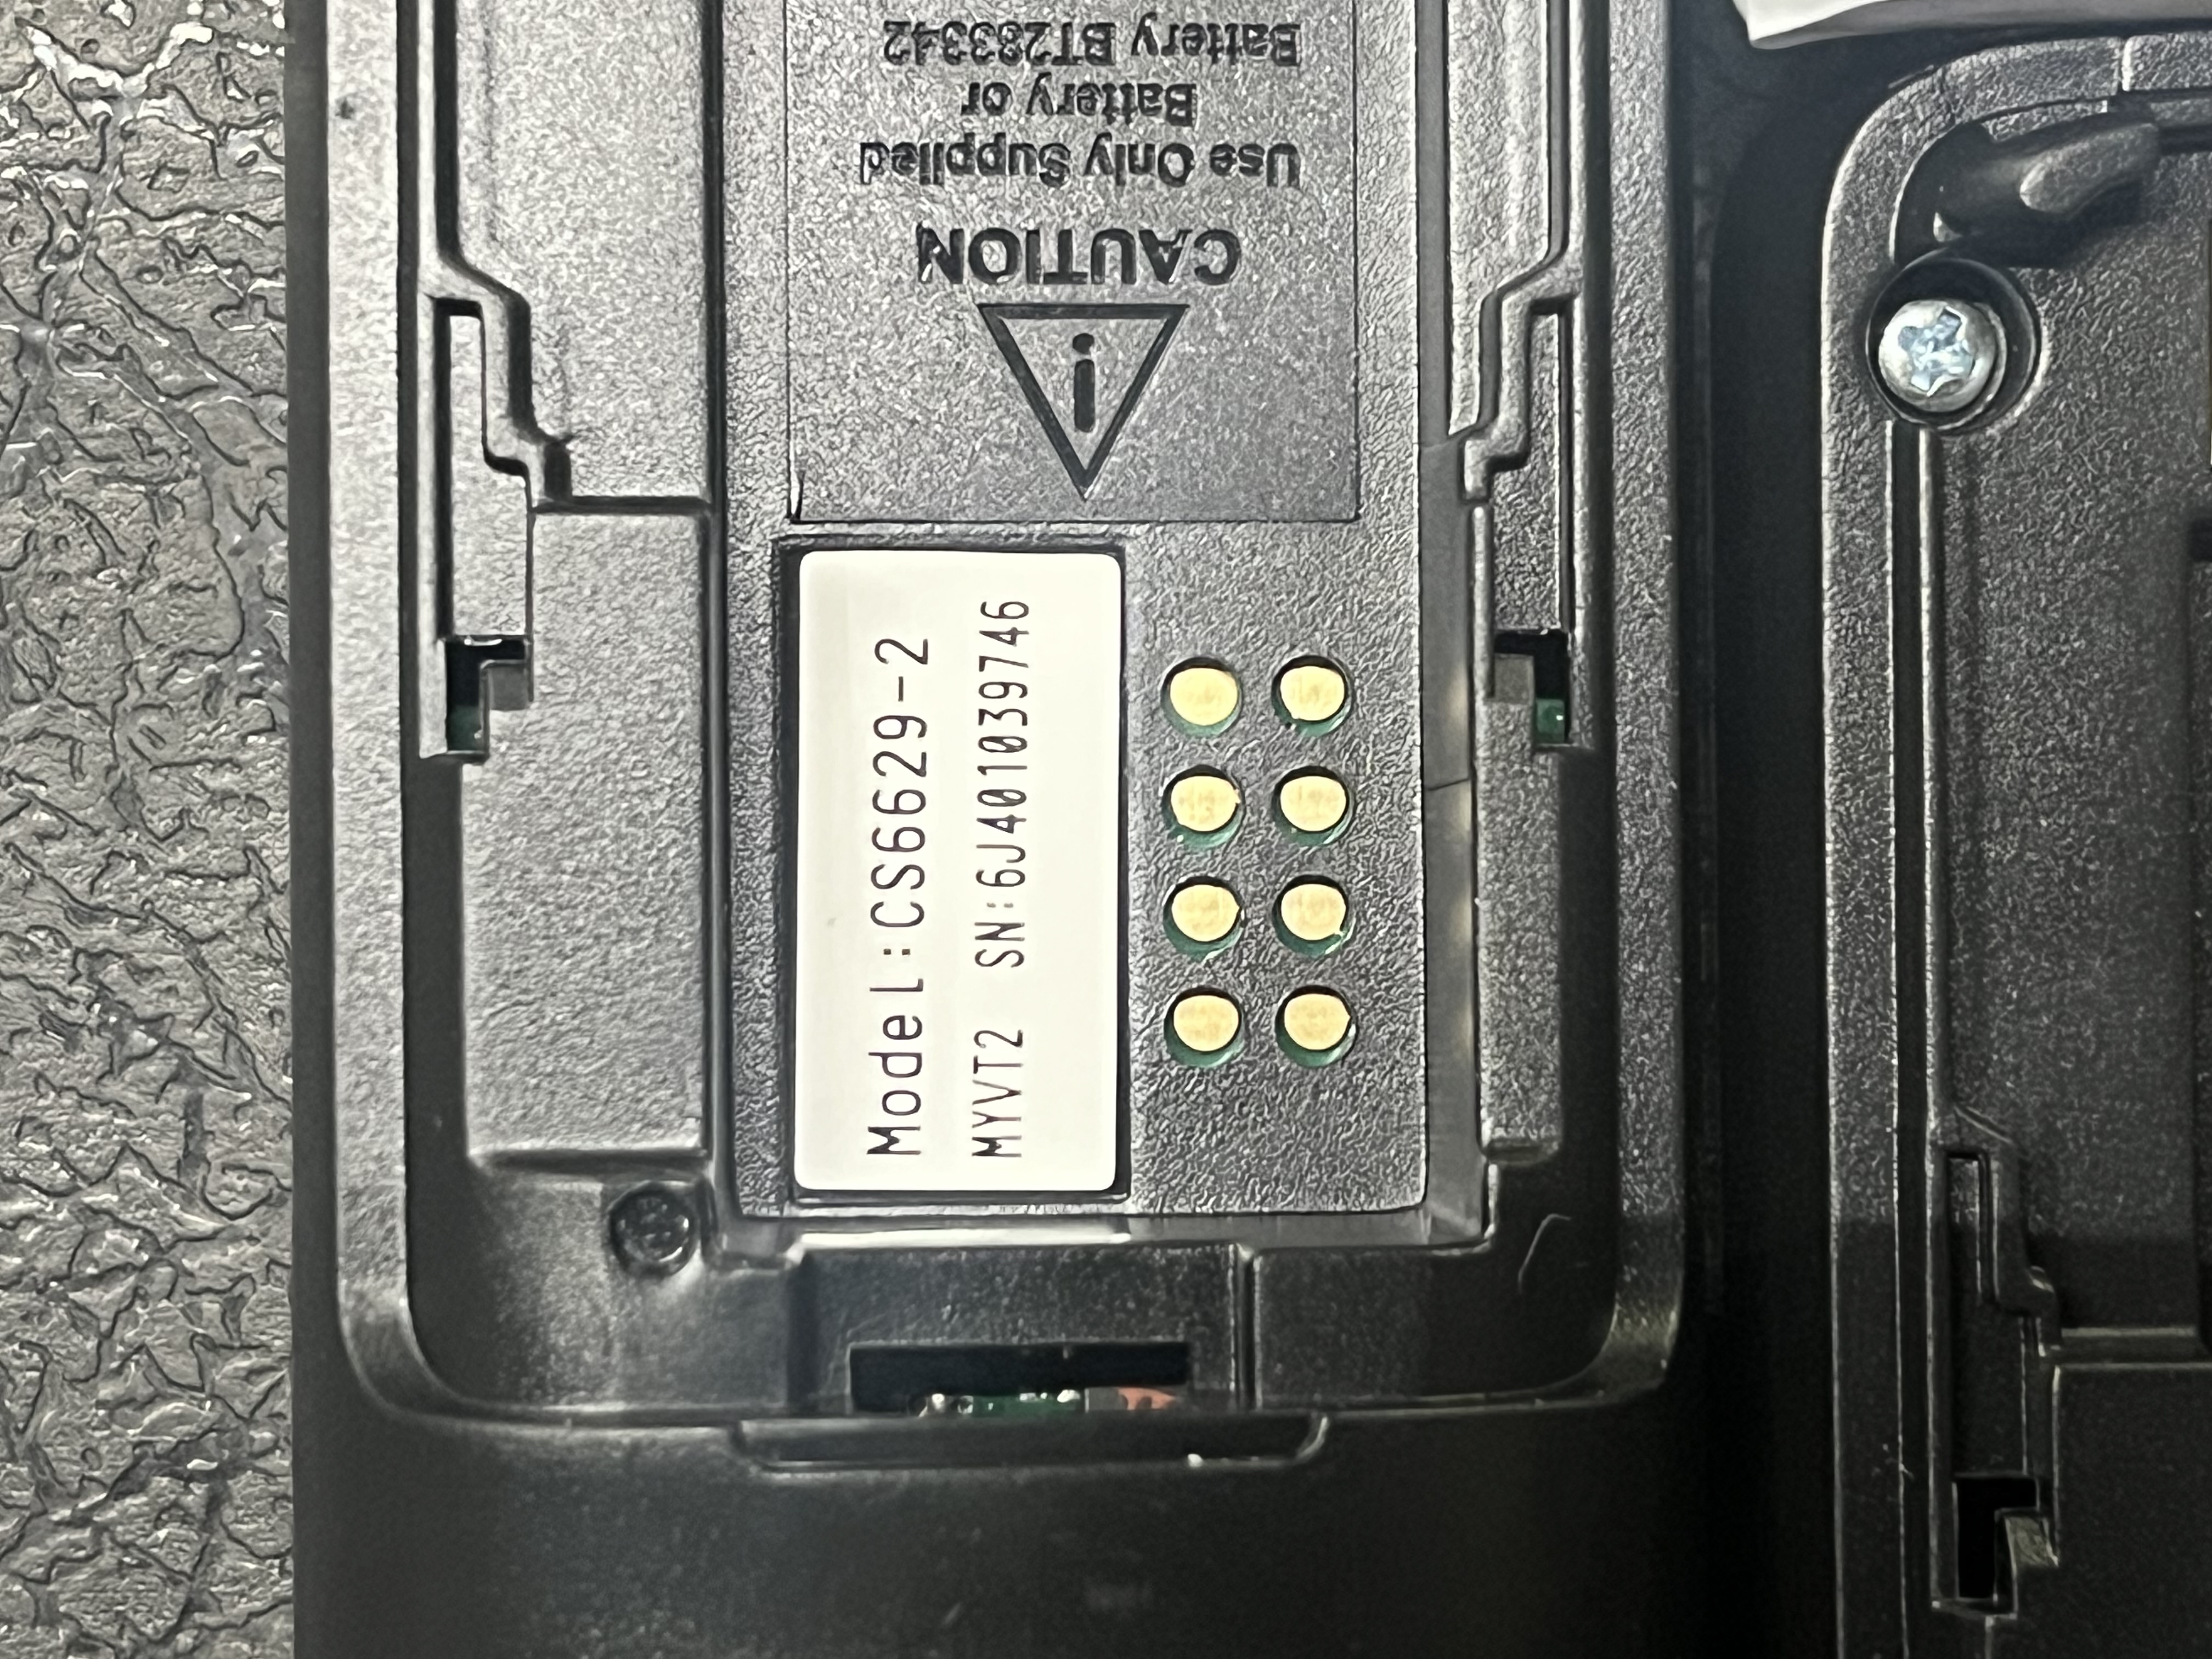 CAUTION
Use Only Supplied
Battery or
Battery BT283342
Model:CS6629-2
MYVT2 SN:6J401039746